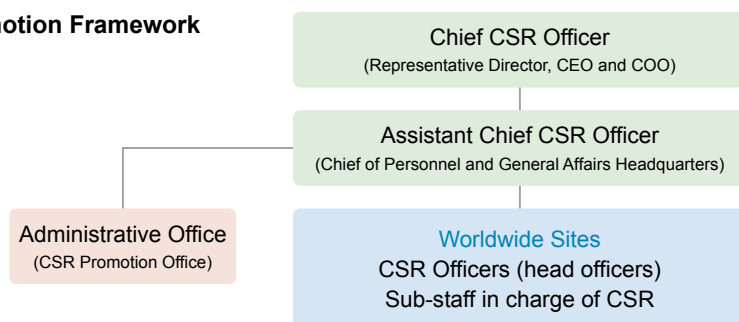 notion Framework
Chief CSR Officer
(Representative Director, CEO and COO)
Assistant Chief CSR Officer
(Chief of Personnel and General Affairs Headquarters)
Administrative Office
(CSR Promotion Office)
Worldwide Sites
CSR Officers (head officers)
Sub-staff in charge of CSR